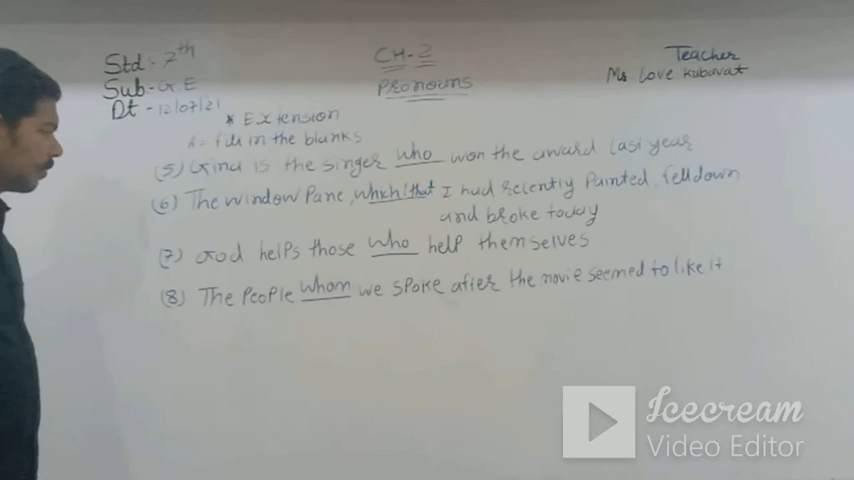 Std:- 7th
Sub-G E
Dt - 12/07/21
CH-2
Pronouns
Teacher
Ms Love Kubavat
* Extension
A= fill in the blanks
(5) Gina is the singer who won the award last year
(6) The window Pane, which/that I had recently Painted, fell down
and broke today
(7) God helps those who help themselves
(8) The People whom we spoke after the movie seemed to like it
Icecream
Video Editor